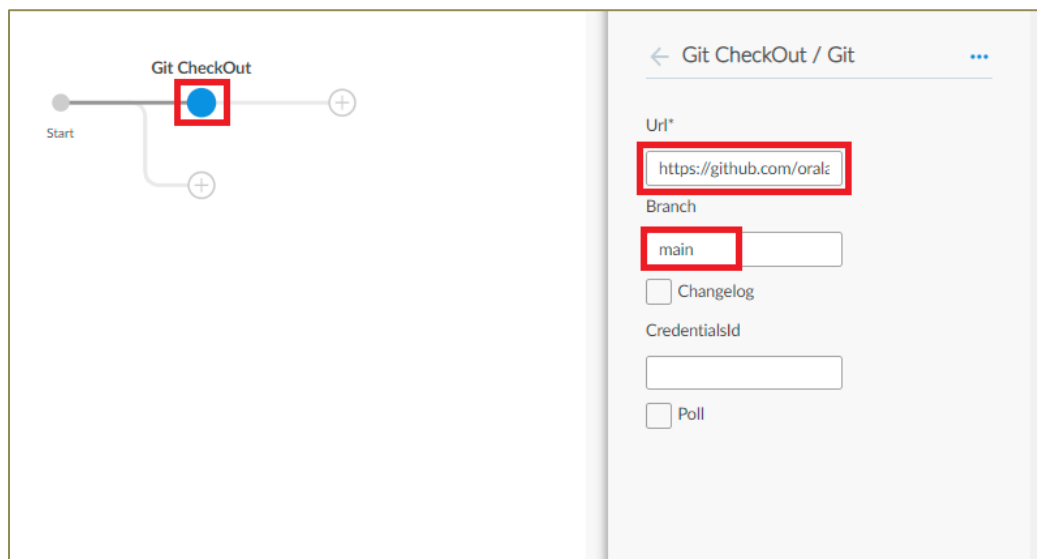 Git CheckOut
Start
Git CheckOut / Git
Url*
https://github.com/orala
Branch
main
Changelog
CredentialsId
Poll